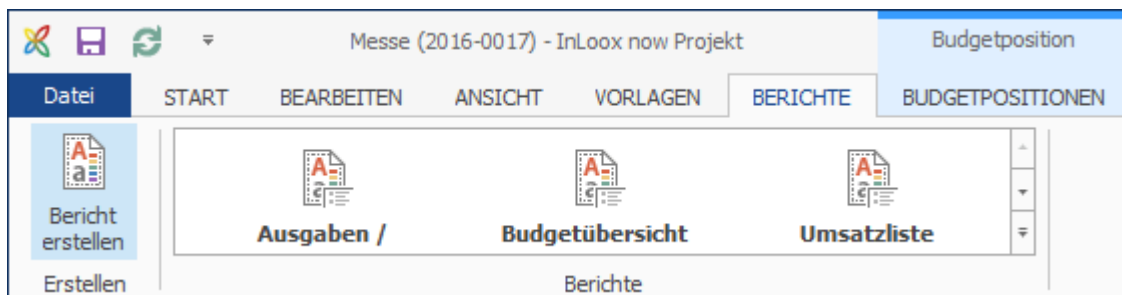 Messe (2016-0017) - InLoox now Projekt Budgetposition
Datei START BEARBEITEN ANSICHT VORLAGEN BERICHTE BUDGETPOSITIONEN
Bericht
erstellen
Ausgaben / Budgetübersicht Umsatzliste
Erstellen Berichte